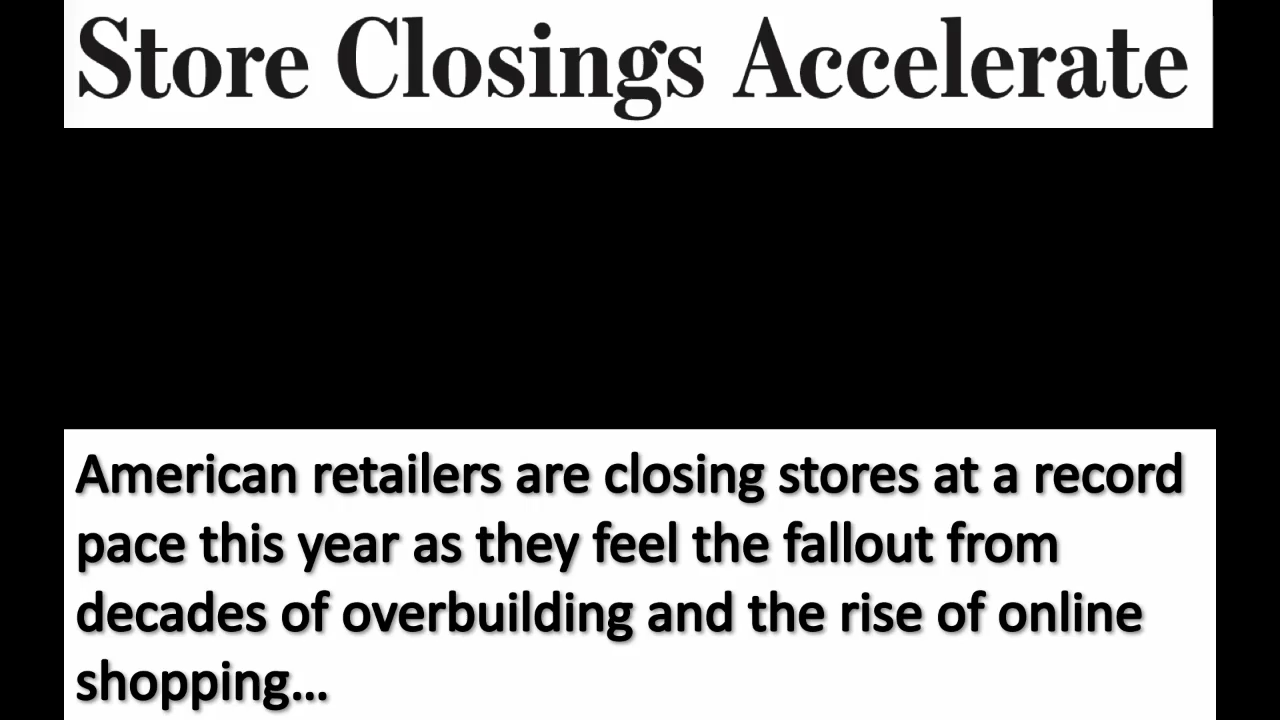 Store Closings Accelerate
American retailers are closing stores at a record
pace this year as they feel the fallout from
decades of overbuilding and the rise of online
shopping...